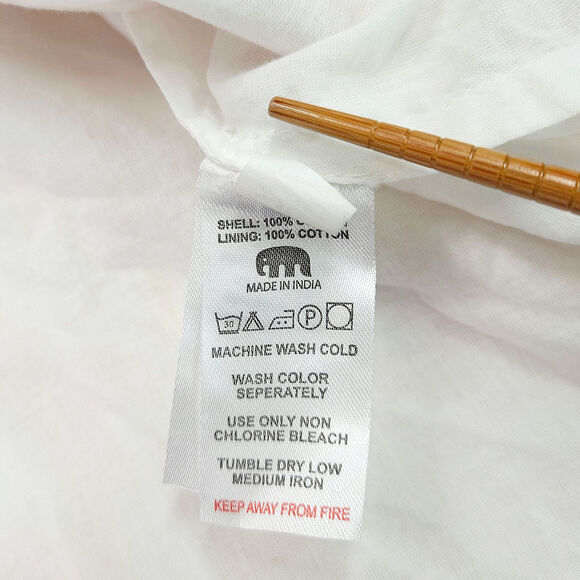 SHELL: 100%
LINING: 100% COTTON
MADE IN INDIA
30
P
MACHINE WASH COLD
WASH COLOR
SEPERATELY
USE ONLY NON
CHLORINE BLEACH
TUMBLE DRY LOW
MEDIUM IRON
KEEP AWAY FROM FIRE